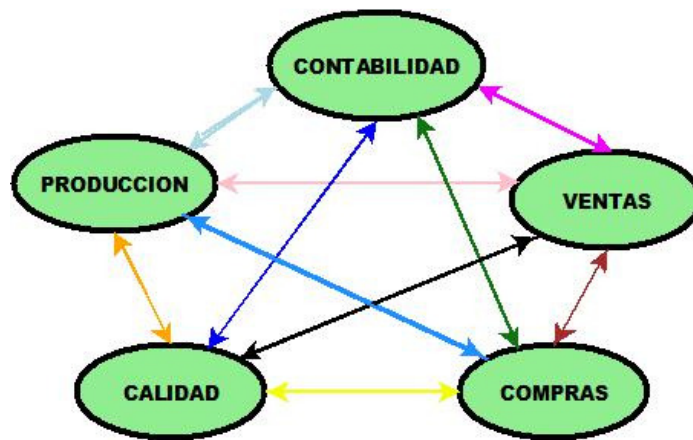 CONTABILIDAD
PRODUCCION
VENTAS
CALIDAD
COMPRAS